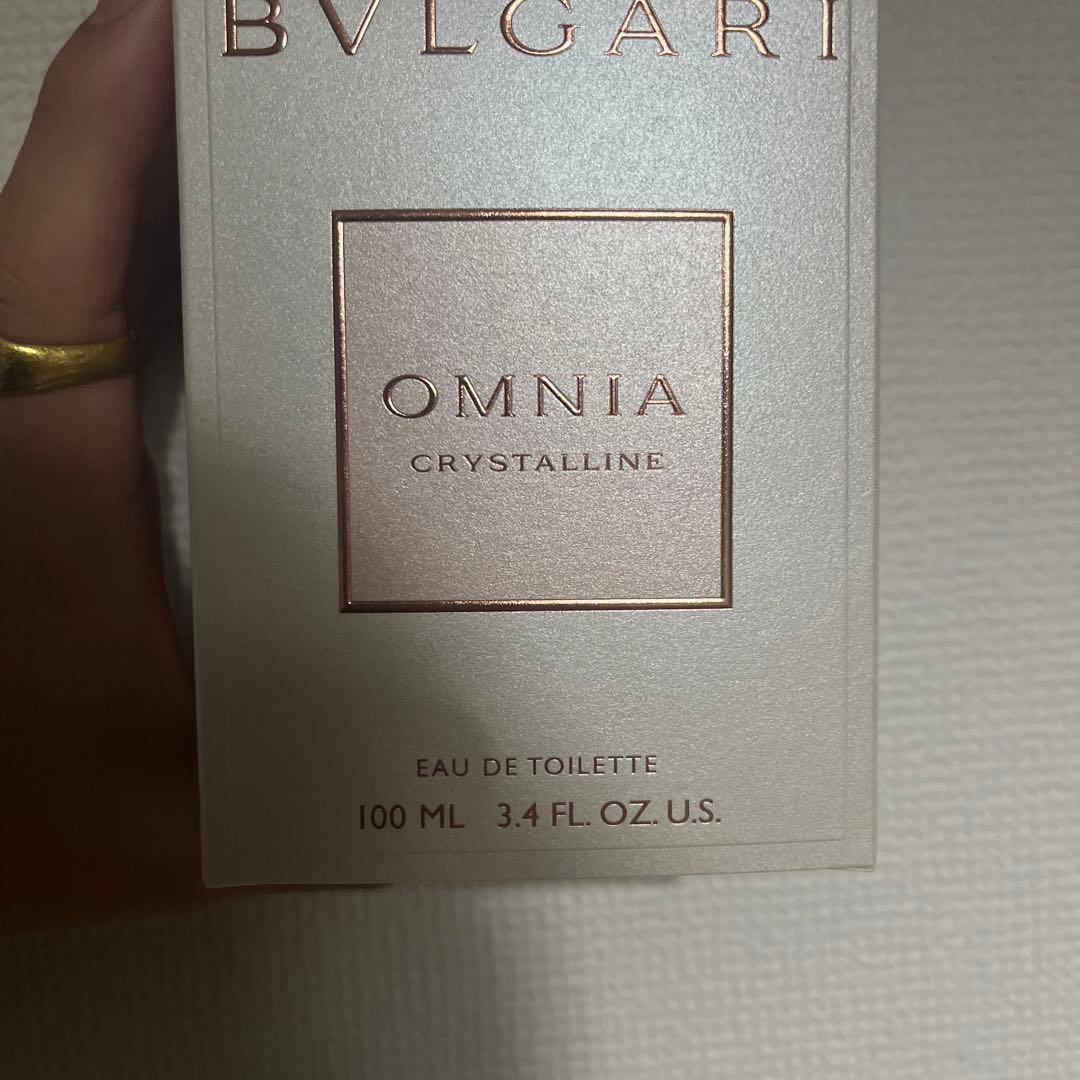 BVLGARI
OMNIA
CRYSTALLINE
EAU DE TOILETTE
100 ML 3.4 FL. OZ. U.S.